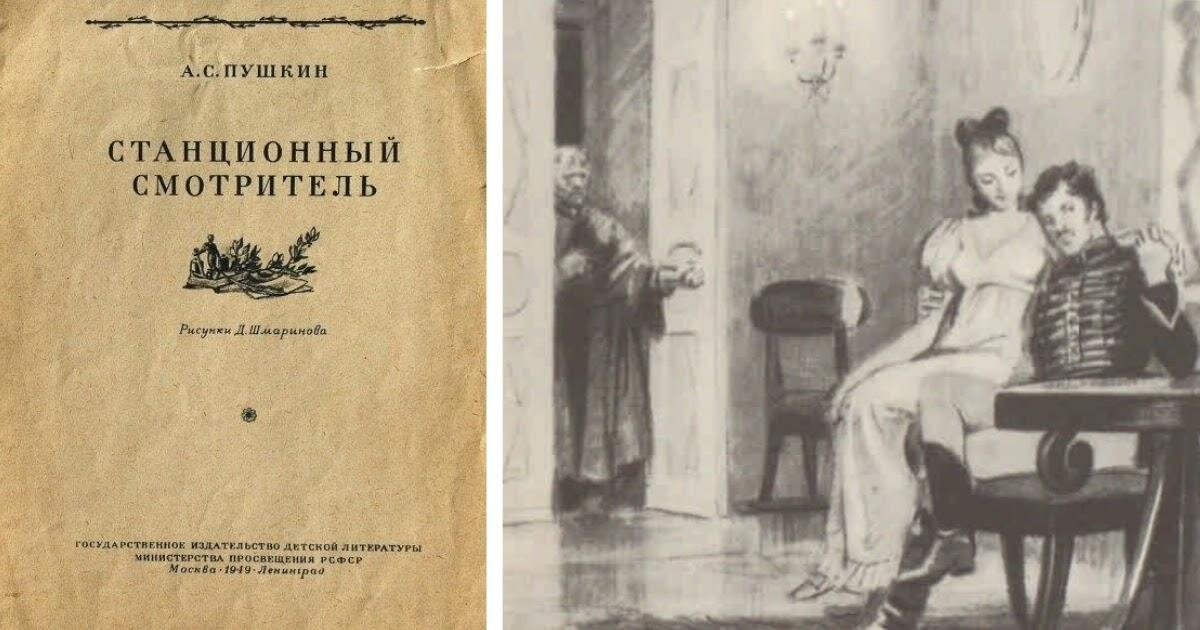 А.С.ПУШКИН
СТАНЦИОННЫЙ
СМОТРИТЕЛЬ
Рисунки Д.Шмаринова
ГОСУДАРСТВЕННОЕ ИЗДАТЕЛЬСТВО ДЕТСКОЙ ЛИТЕРАТУРЫ
МИНИСТЕРСТВА ПРОСВЕЩЕНИЯ РСФСР
Москва · 1949 · Ленинград